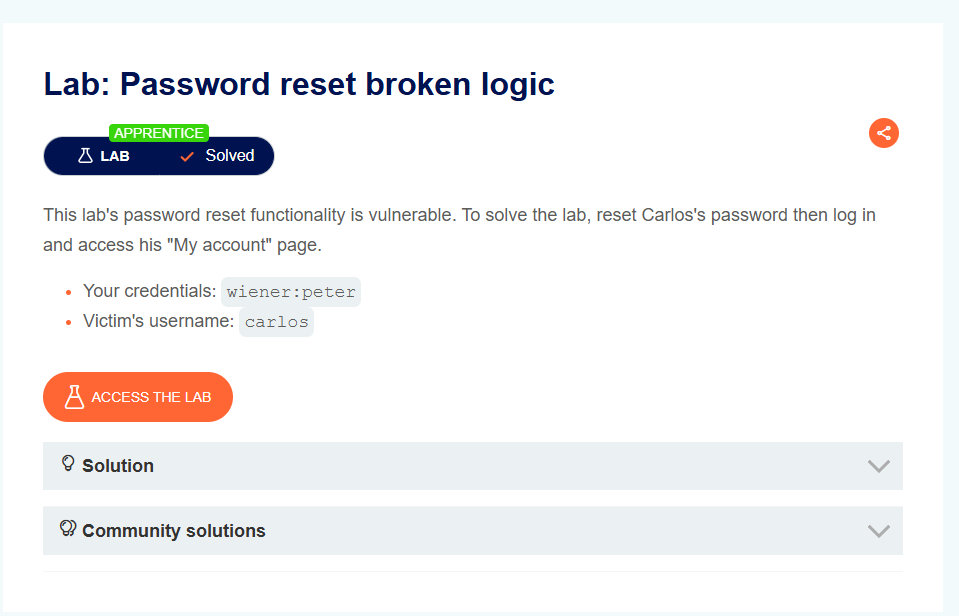 Lab: Password reset broken logic
APPRENTICE
LAB Solved
This lab's password reset functionality is vulnerable. To solve the lab, reset Carlos's password then log in
and access his "My account" page.
• Your credentials: wiener:peter
• Victim's username: carlos
ACCESS THE LAB
Solution
Community solutions